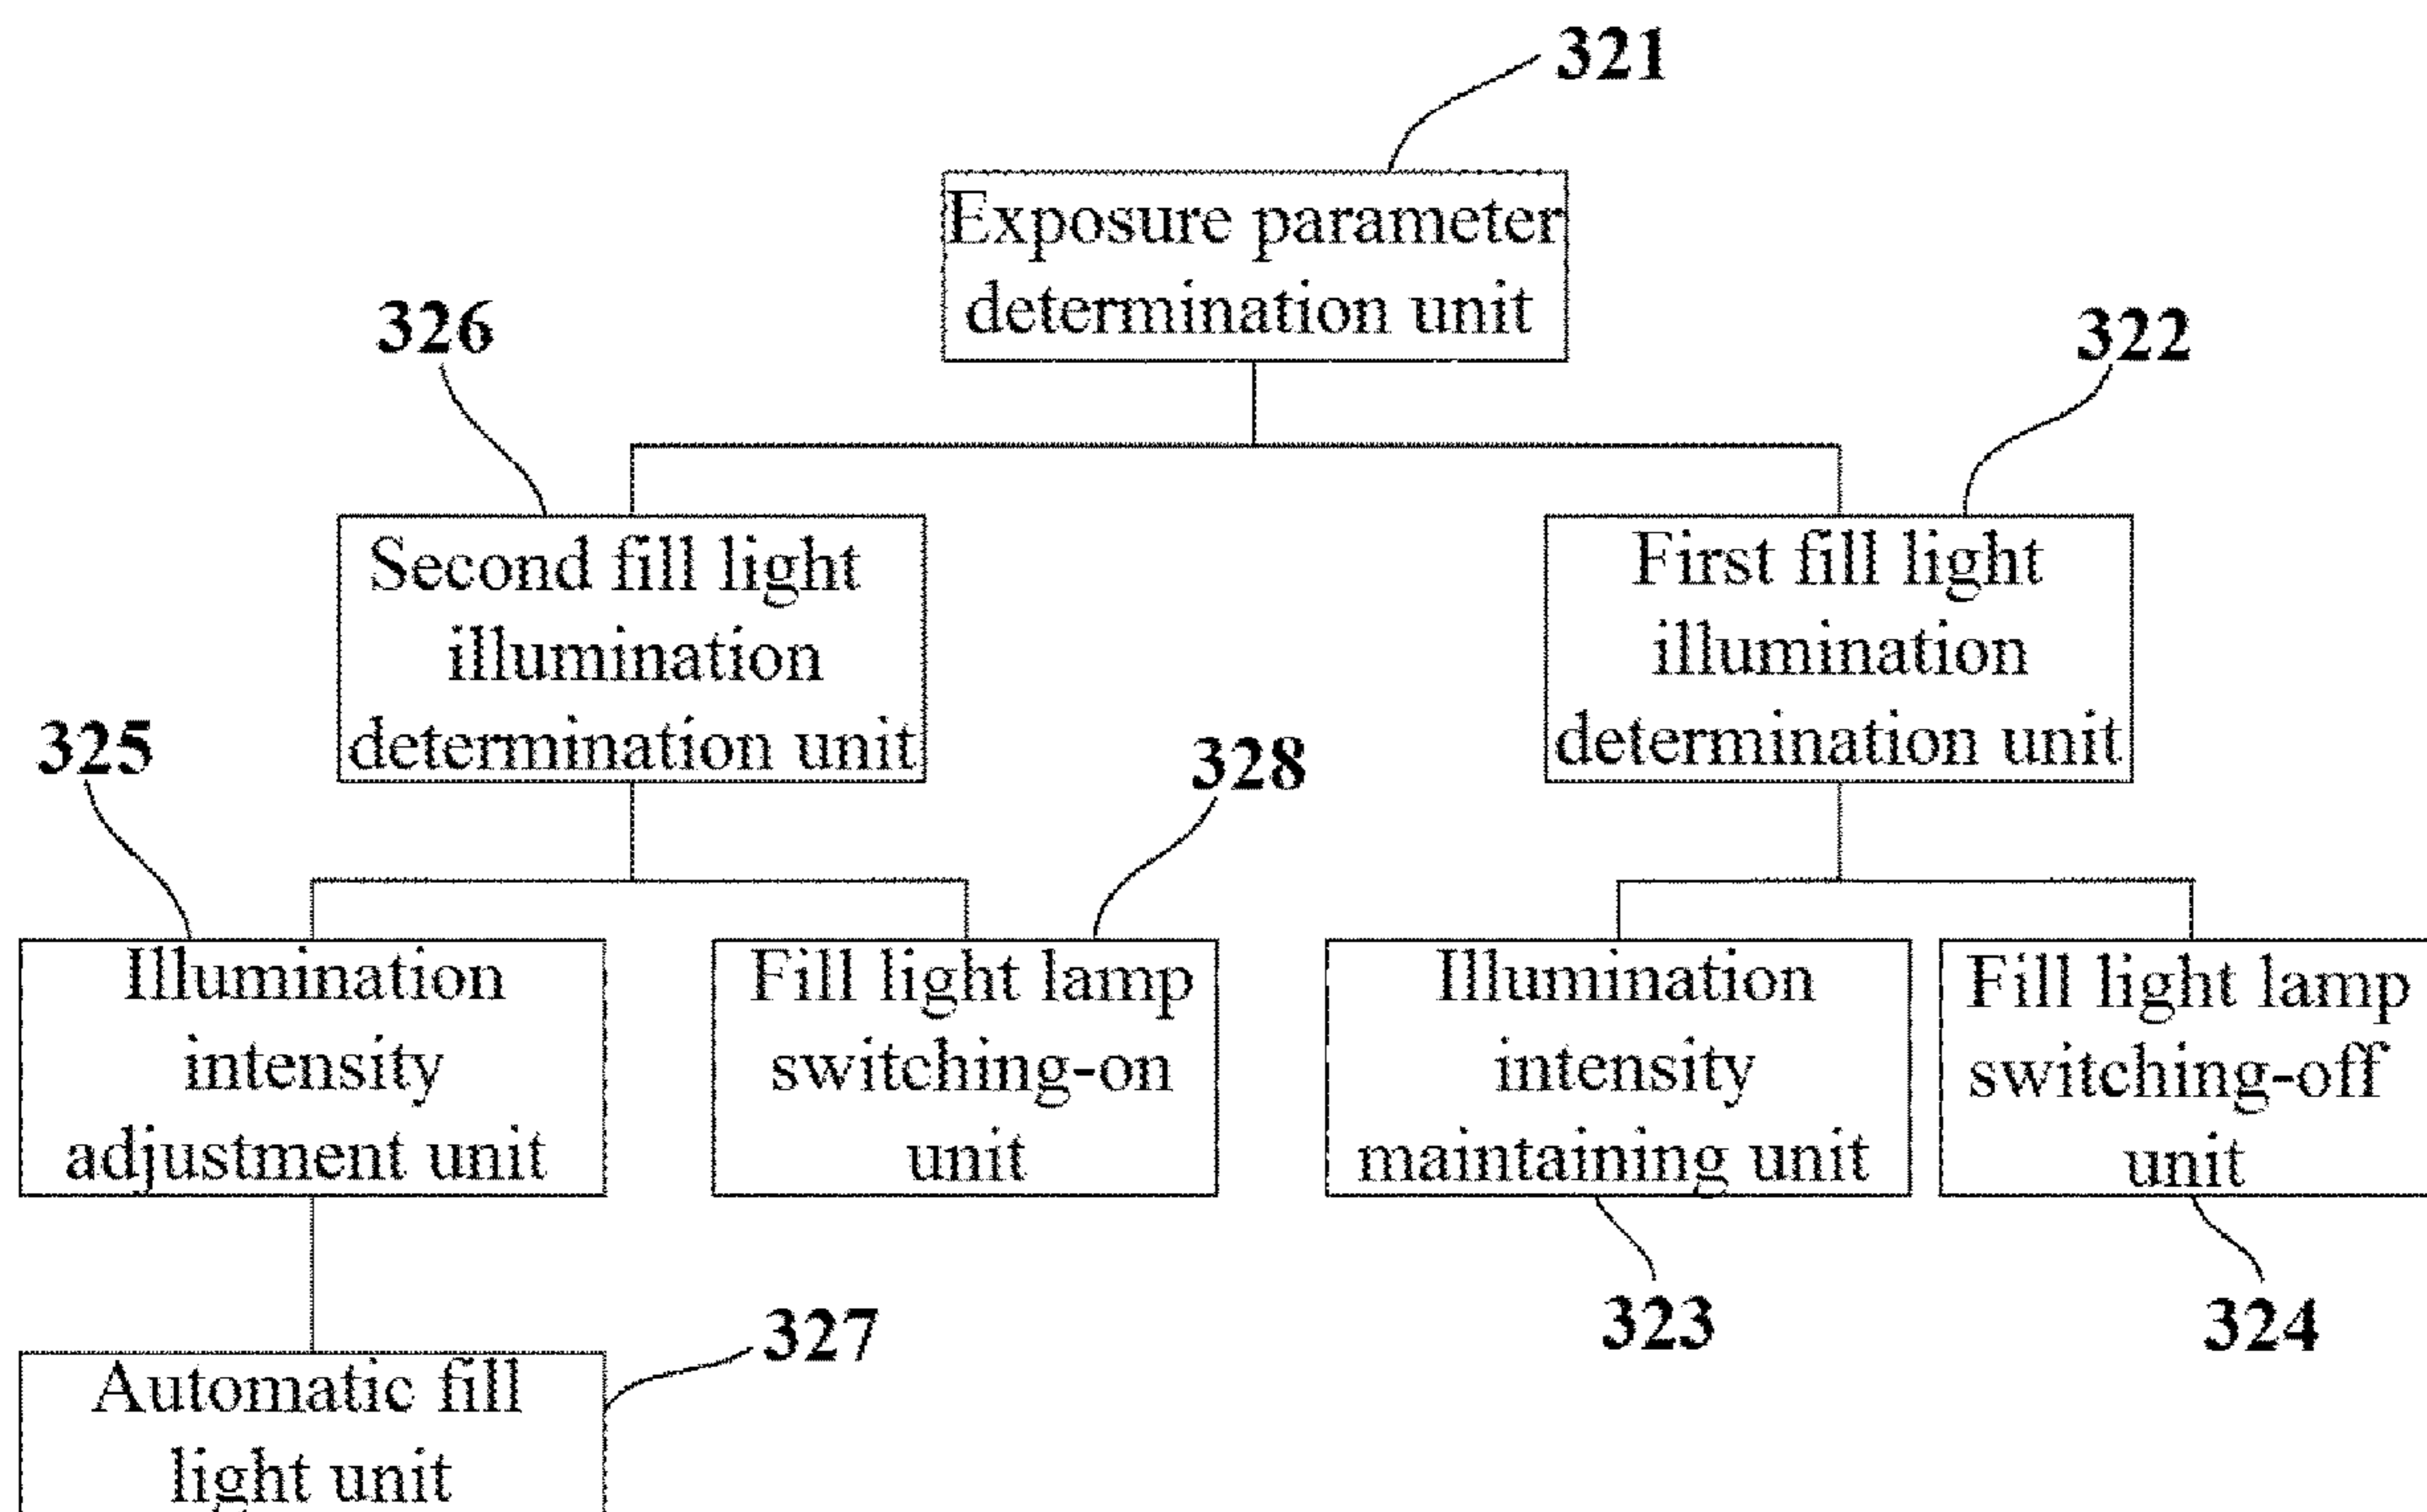 321
Exposure parameter
determination unit
326
322
Second fill light
illumination
determination unit
First fill light
illumination
determination unit
325
328
Illumination
intensity
adjustment unit
Fill light lamp
switching-on
unit
Illumination
intensity
maintaining unit
Fill light lamp
switching-off
unit
323
324
327
Automatic fill
light unit